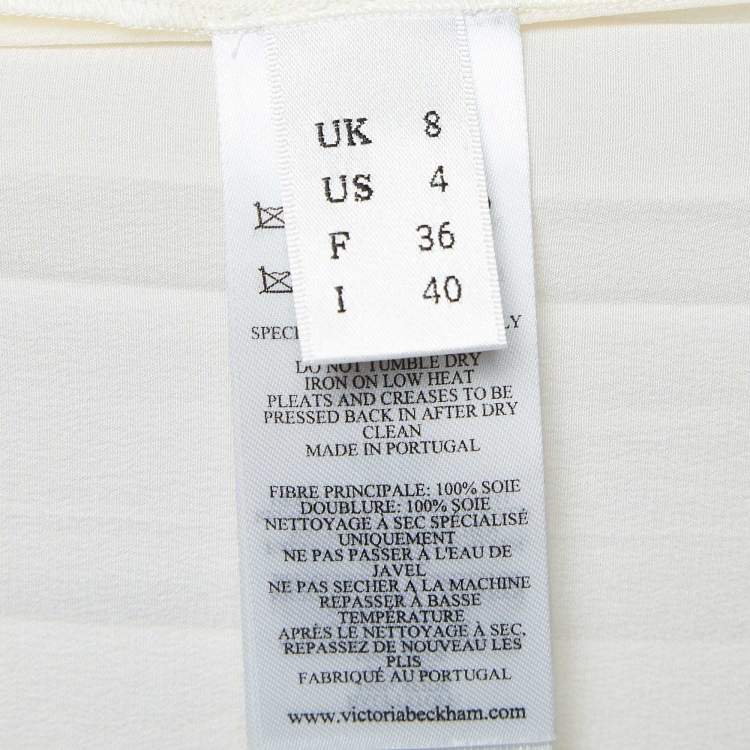 UK 8
US 4
F 36
I 40
DO NOT TUMBLE DRY
IRON ON LOW HEAT
PLEATS AND CREASES TO BE
PRESSED BACK IN AFTER DRY
CLEAN
MADE IN PORTUGAL
FIBRE PRINCIPALE: 100% SOIE
DOUBLURE: 100% SOIE
NETTOYAGE À SEC SPÉCIALISÉ
UNIQUEMENT
NE PAS PASSER À L'EAU DE
JAVEL
NE PAS SECHER A LA MACHINE
REPASSER À BASSE
TEMPÉRATURE
APRÈS LE NETTOYAGE À SEC,
REPASSEZ DE NOUVEAU LES
PLIS
FABRIQUÉ AU PORTUGAL
www.victoriabeckham.com